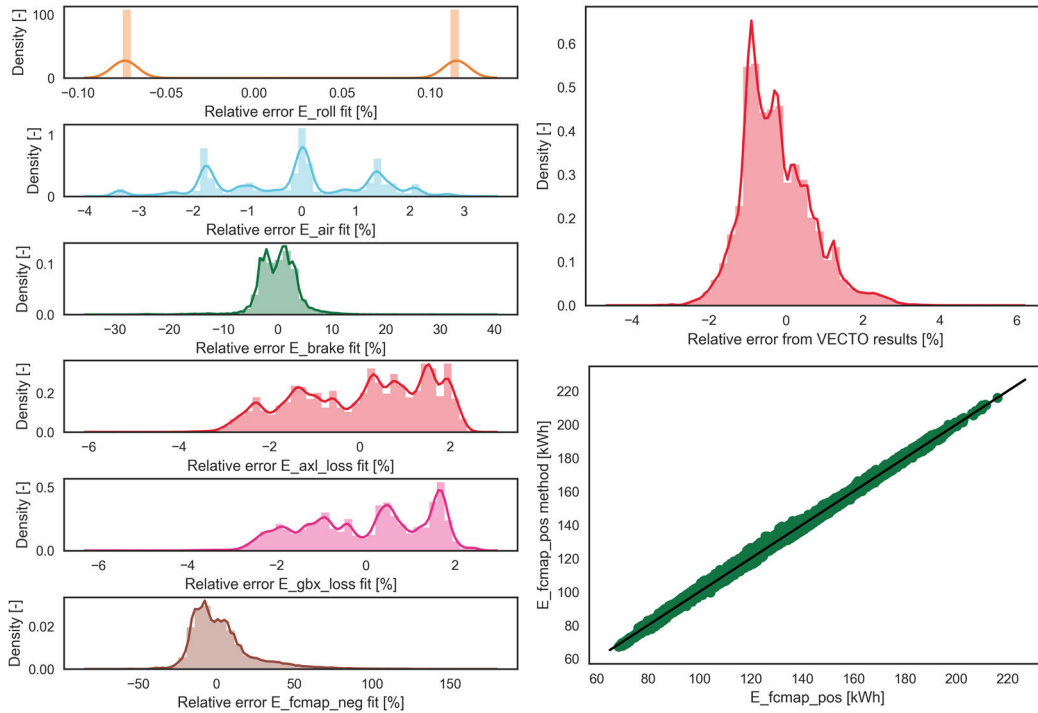 100
0
Density [-]
−0.10 −0.05 0.00 0.05 0.10
Relative error E_roll fit [%]
1
0
Density [-]
−4 −3 −2 −1 0 1 2 3
Relative error E_air fit [%]
0.1
0.0
Density [-]
−30 −20 −10 0 10 20 30 40
Relative error E_brake fit [%]
0.2
0.0
Density [-]
−6 −4 −2 0 2
Relative error E_axl_loss fit [%]
0.5
0.0
Density [-]
−6 −4 −2 0 2
Relative error E_gbx_loss fit [%]
0.02
0.00
Density [-]
−50 0 50 100 150
Relative error E_fcmap_neg fit [%]
0.6
0.5
0.4
0.3
0.2
0.1
0.0
Density [-]
−4 −2 0 2 4 6
Relative error from VECTO results [%]
220
200
180
160
140
120
100
80
60
E_fcmap_pos method [kWh]
60 80 100 120 140 160 180 200 220
E_fcmap_pos [kWh]